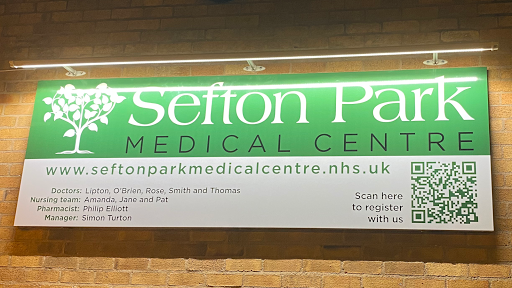 Sefton Park
MEDICAL CENTRE
www.seftonparkmedicalcentre.nhs.uk
Doctors: Lipton, O'Brien, Rose, Smith and Thomas
Nursing team: Amanda, Jane and Pat
Pharmacist: Philip Elliott
Manager: Simon Turton
Scan here
to register
with us